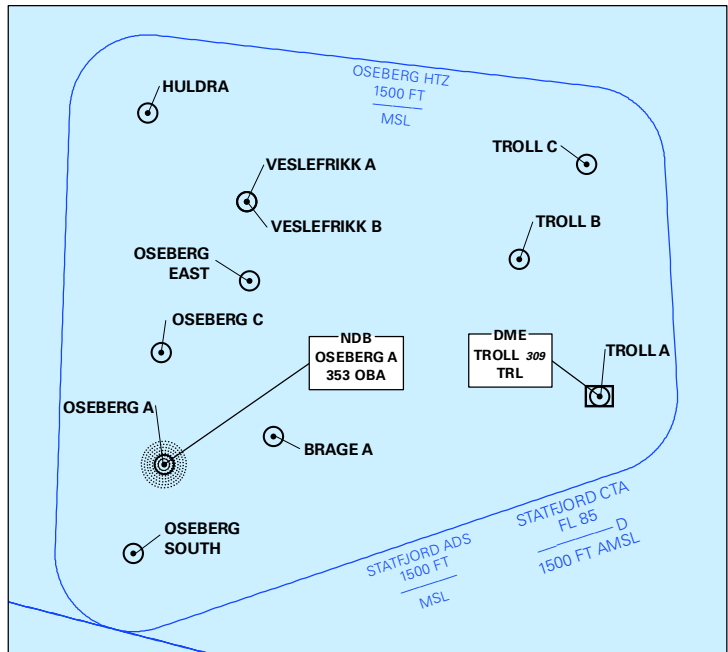 OSEBERG HTZ
1500 FT
MSL
HULDRA
TROLL C
VESLEFRIKK A
VESLEFRIKK B
TROLL B
OSEBERG
EAST
OSEBERG C
NDB
OSEBERG A
353 OBA
DME
TROLL 309
TRL
TROLL A
OSEBERG A
BRAGE A
OSEBERG
SOUTH
STATFJORD ADS
1500 FT
MSL
STATFJORD CTA
FL 85
D
1500 FT AMSL